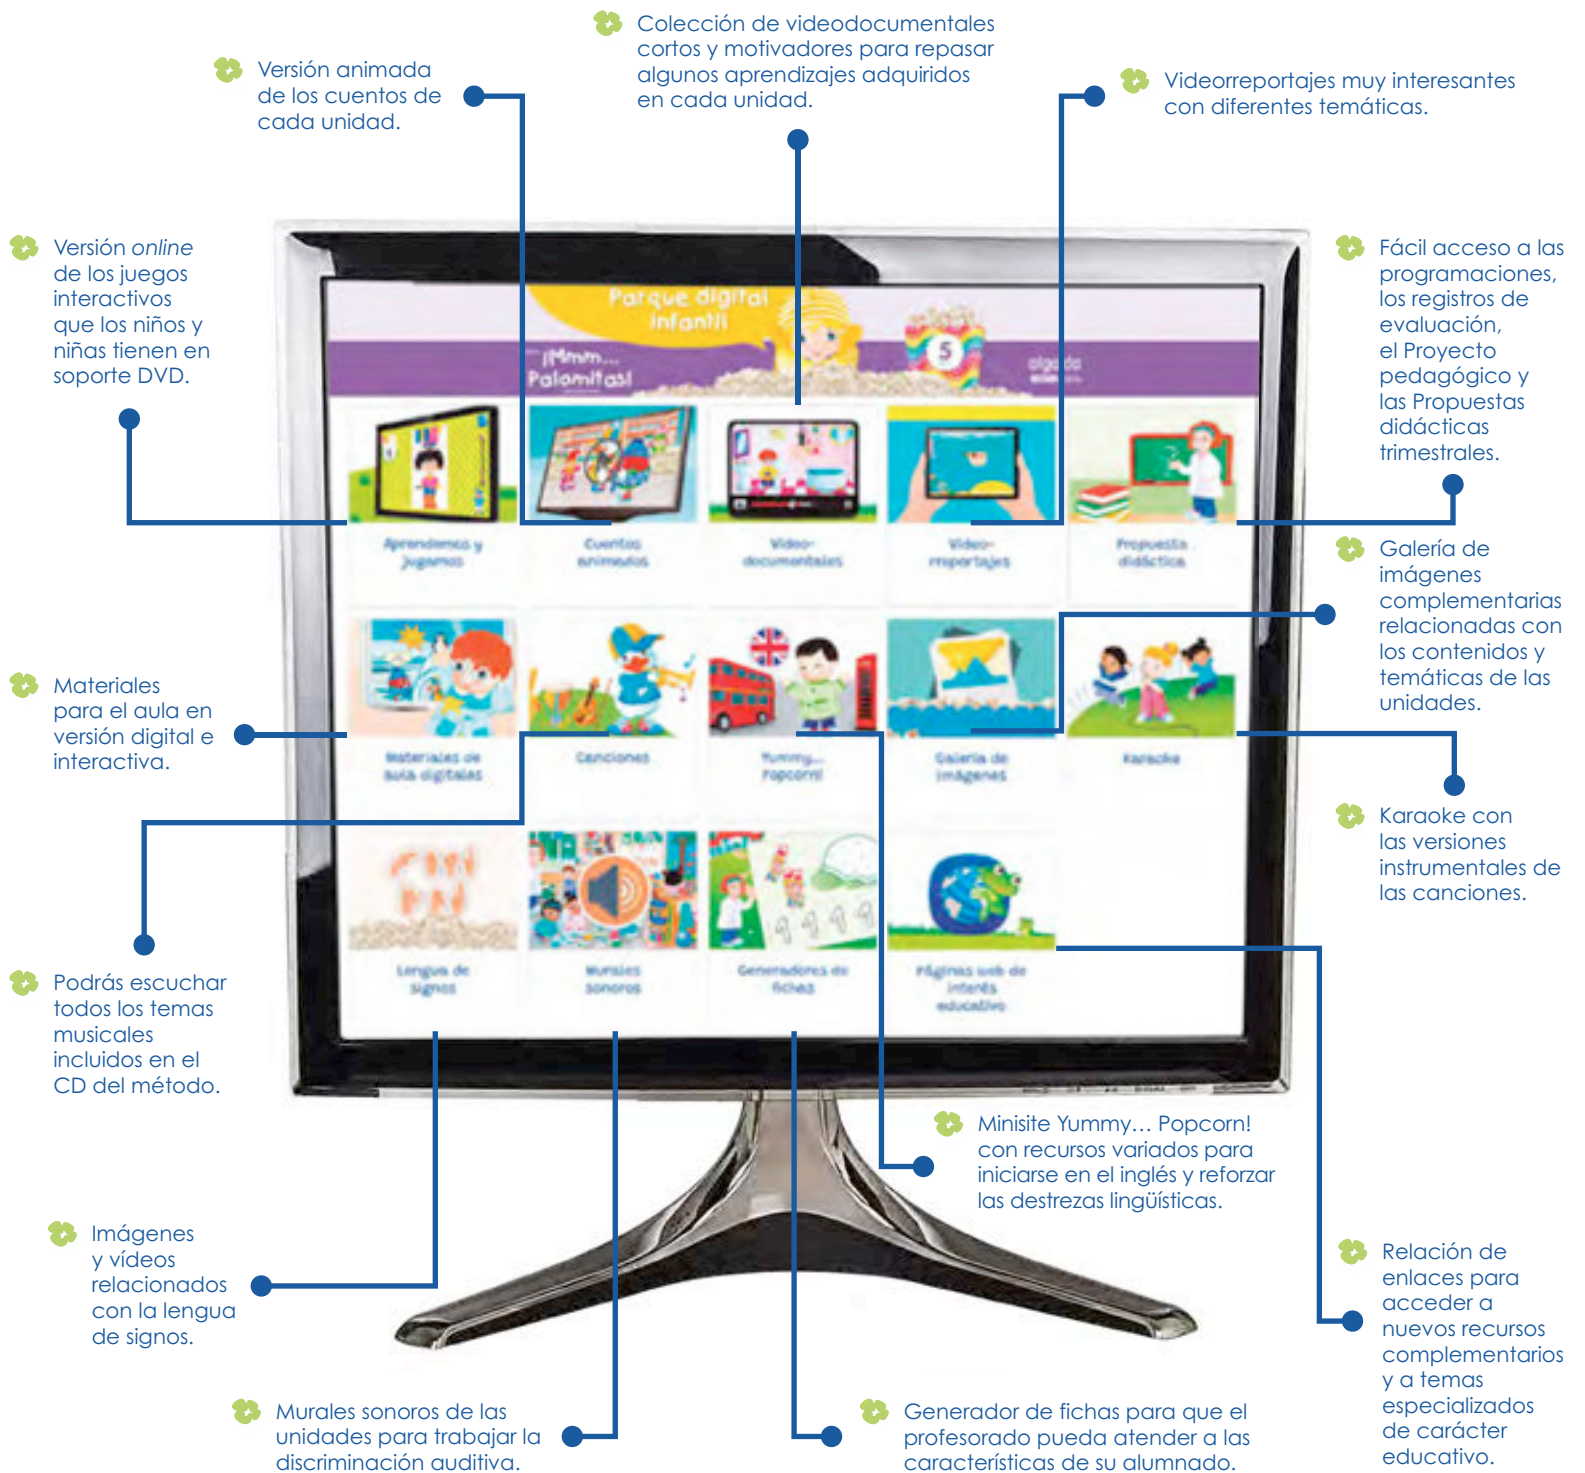 Colección de videodocumentales
cortos y motivadores para repasar
algunos aprendizajes adquiridos
en cada unidad.
Versión animada
de los cuentos de
cada unidad.
Videorreportajes muy interesantes
con diferentes temáticas.
Versión online
de los juegos
interactivos
que los niños y
niñas tienen en
soporte DVD.
Fácil acceso a las
programaciones,
los registros de
evaluación,
el Proyecto
pedagógico y
las Propuestas
didácticas
trimestrales.
Parque digital
infantil
¡Mmm...
Palomitas!
5
algaida
Aprendemos y
jugamos
Cuentos
animados
Video-
documentales
Video-
rreportajes
Propuesta
didáctica
Galería de
imágenes
complementarias
relacionadas con
los contenidos y
temáticas de las
unidades.
Materiales
para el aula en
versión digital e
interactiva.
Materiales de
aula digitales
Canciones
Yummy...
Popcorn!
Galería de
imágenes
Karaoke
Karaoke con
las versiones
instrumentales de
las canciones.
Podrás escuchar
todos los temas
musicales
incluidos en el
CD del método.
Lengua de
signos
Murales
sonoros
Generadores de
fichas
Páginas web de
interés
educativo
Minisite Yummy… Popcorn!
con recursos variados para
iniciarse en el inglés y reforzar
las destrezas lingüísticas.
Imágenes
y vídeos
relacionados
con la lengua
de signos.
Relación de
enlaces para
acceder a
nuevos recursos
complementarios
y a temas
especializados
de carácter
educativo.
Murales sonoros de las
unidades para trabajar la
discriminación auditiva.
Generador de fichas para que el
profesorado pueda atender a las
características de su alumnado.